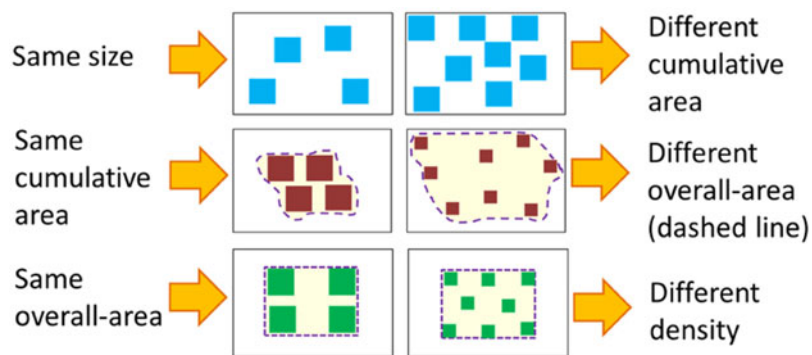 Same size
Different
cumulative
area
Same
cumulative
area
Different
overall-area
(dashed line)
Same
overall-area
Different
density